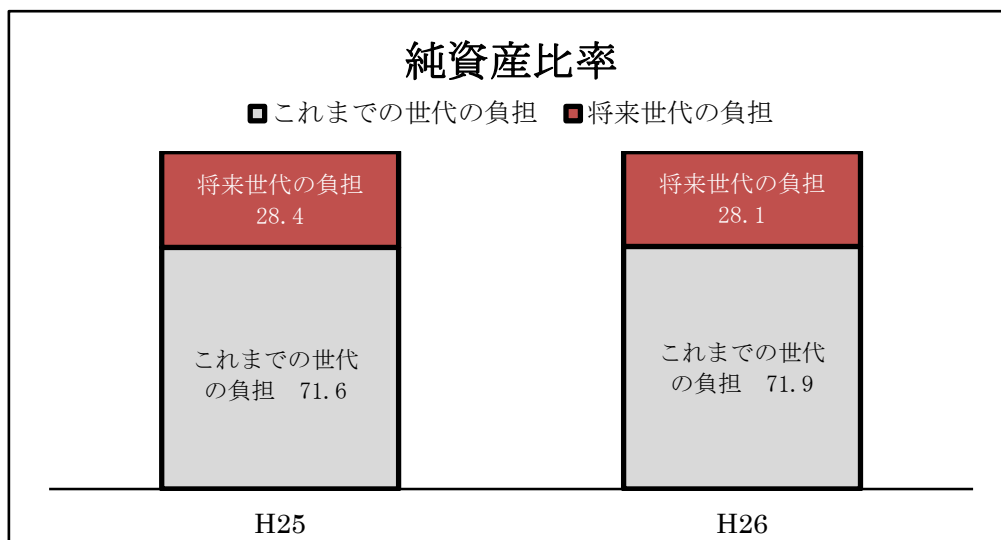 純資産比率
これまでの世代の負担 将来世代の負担
将来世代の負担
28.4
将来世代の負担
28.1
これまでの世代
の負担　71.6
これまでの世代
の負担　71.9
H25
H26